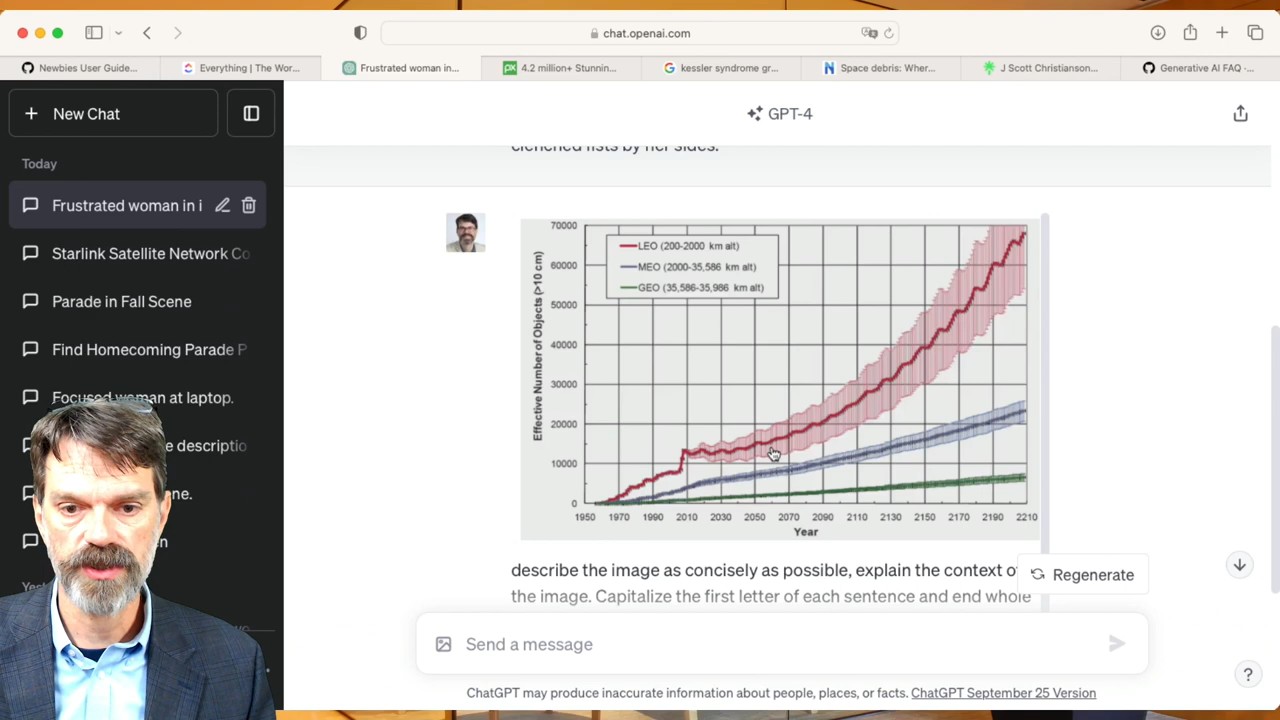 chat.openai.com
Newbies User Guide...
Everything | The Wor...
Frustrated woman in...
4.2 million+ Stunnin...
kessler syndrome gr...
Space debris: Wher...
J Scott Christianson...
Generative AI FAQ -...
New Chat
GPT-4
Today
clenched fists by her sides.
Frustrated woman in i
Starlink Satellite Network Co
Parade in Fall Scene
Find Homecoming Parade P
Focused woman at laptop.
descriptio
ne.
n
LEO (200-2000 km alt)
MEO (2000-35,586 km alt)
GEO (35,586-35,986 km alt)
Effective Number of Objects (>10 cm)
70000
60000
50000
40000
30000
20000
10000
0
1950 1970 1990 2010 2030 2050 2070 2090 2110 2130 2150 2170 2190 2210
Year
describe the image as concisely as possible, explain the context o
the image. Capitalize the first letter of each sentence and end whole
Regenerate
Send a message
ChatGPT may produce inaccurate information about people, places, or facts. ChatGPT September 25 Version
?